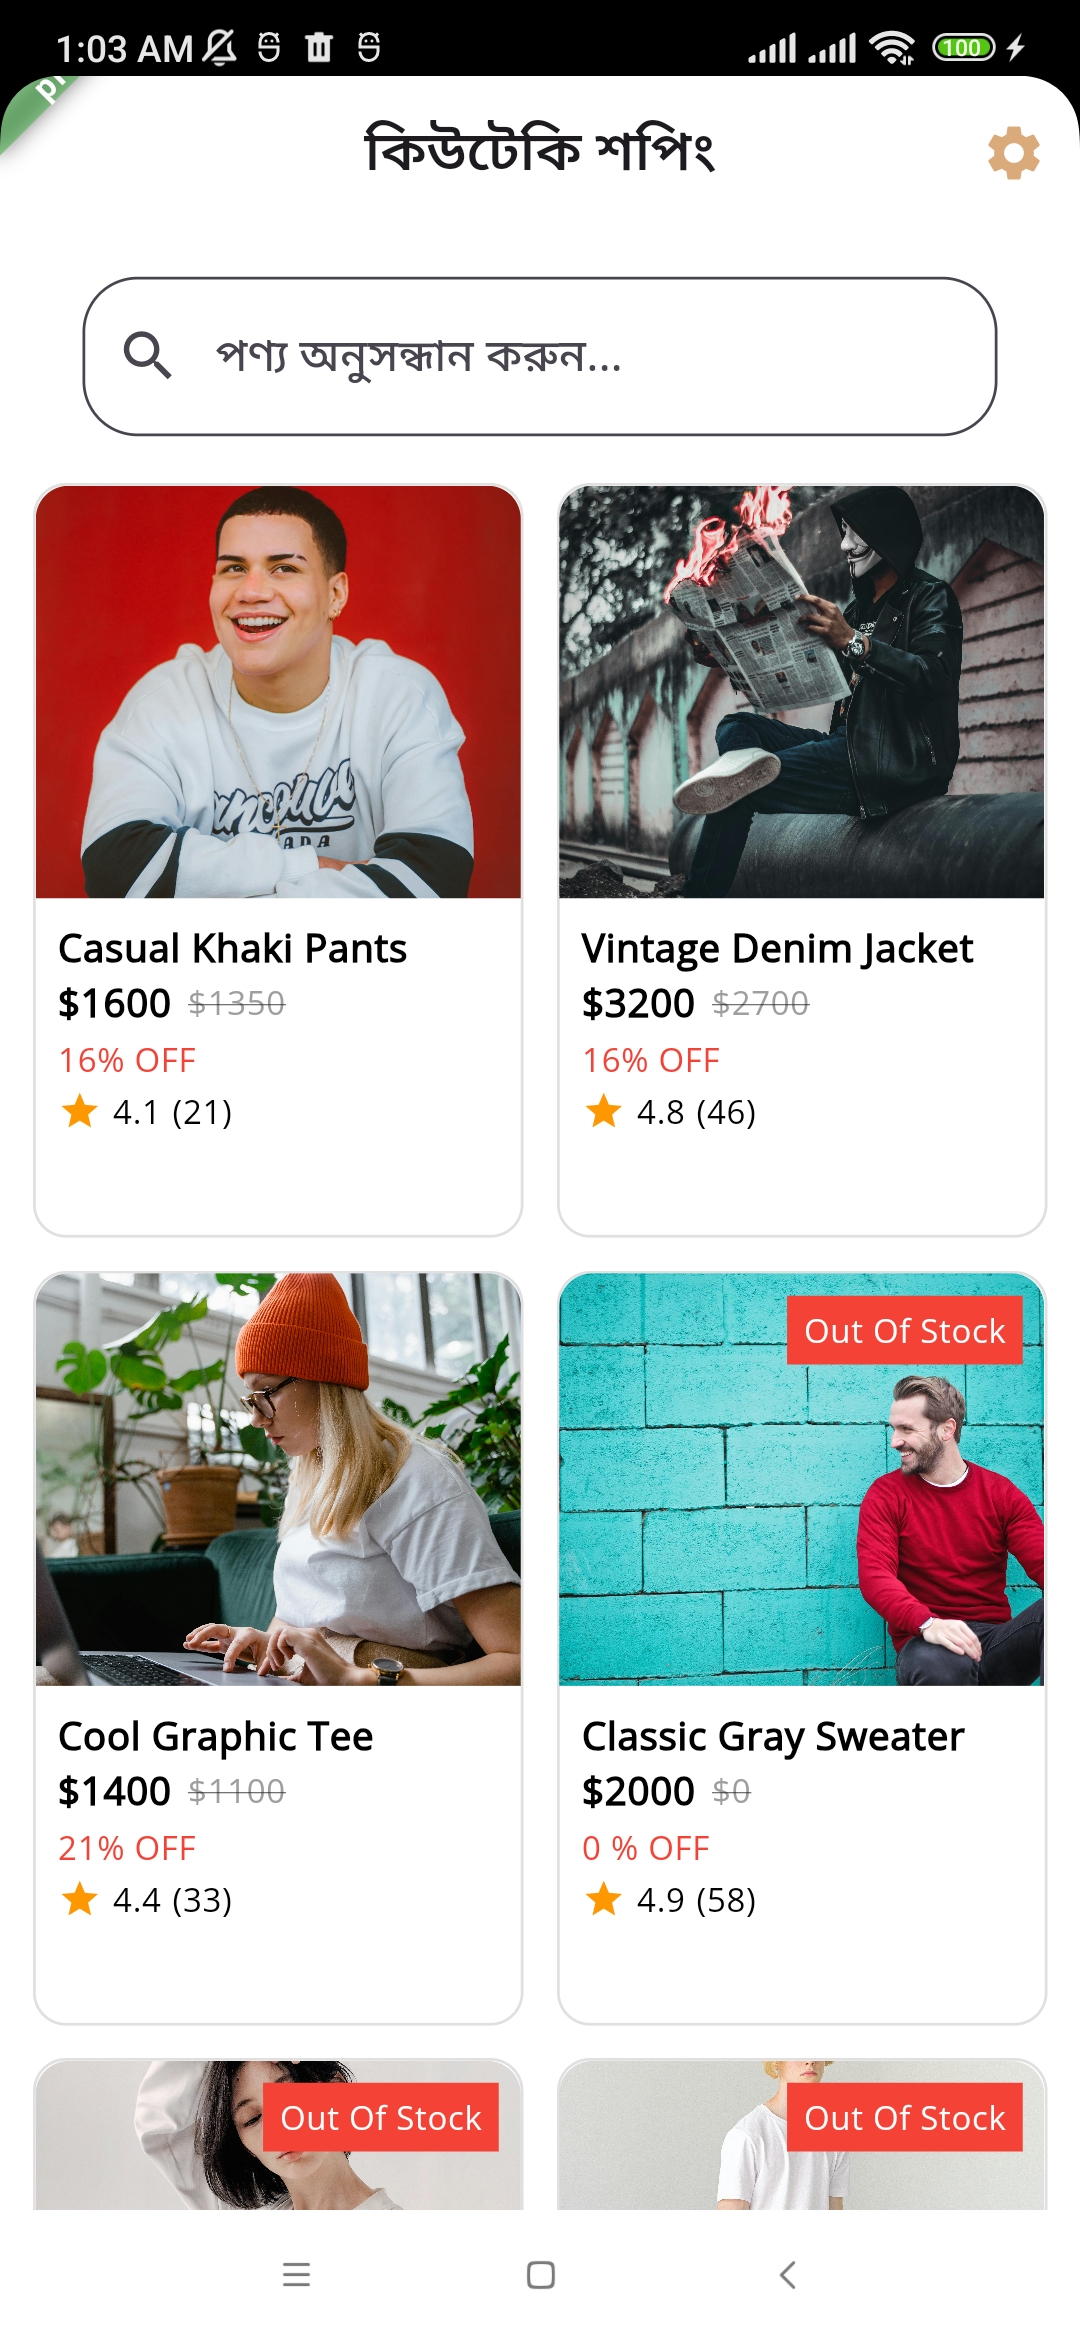 1:03 AM
100
কিউটেকি শপিং
পণ্য অনুসন্ধান করুন...
Casual Khaki Pants
$1600 $1350
16% OFF
4.1 (21)
Vintage Denim Jacket
$3200 $2700
16% OFF
4.8 (46)
Out Of Stock
Cool Graphic Tee
$1400 $1100
21% OFF
4.4 (33)
Classic Gray Sweater
$2000 $0
0 % OFF
4.9 (58)
Out Of Stock
Out Of Stock